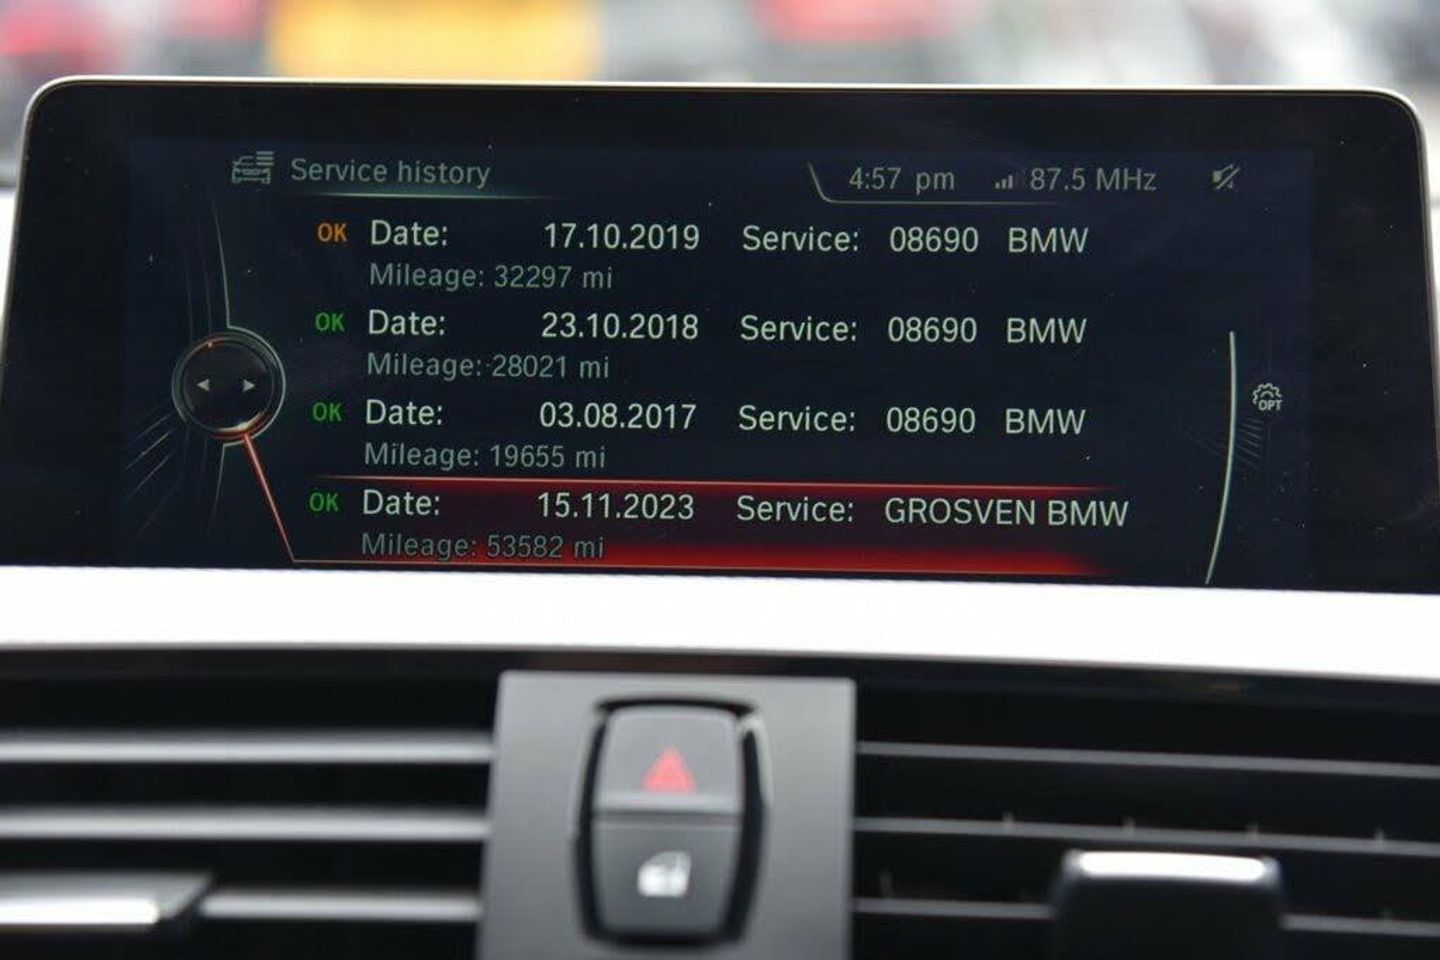 Service history 4:57 pm 87.5 MHz
OK Date: 17.10.2019 Service: 08690 BMW
Mileage: 32297 mi
OK Date: 23.10.2018 Service: 08690 BMW
Mileage: 28021 mi
OK Date: 03.08.2017 Service: 08690 BMW
Mileage: 19655 mi
OPT
OK Date: 15.11.2023 Service: GROSVEN BMW
Mileage: 53582 mi